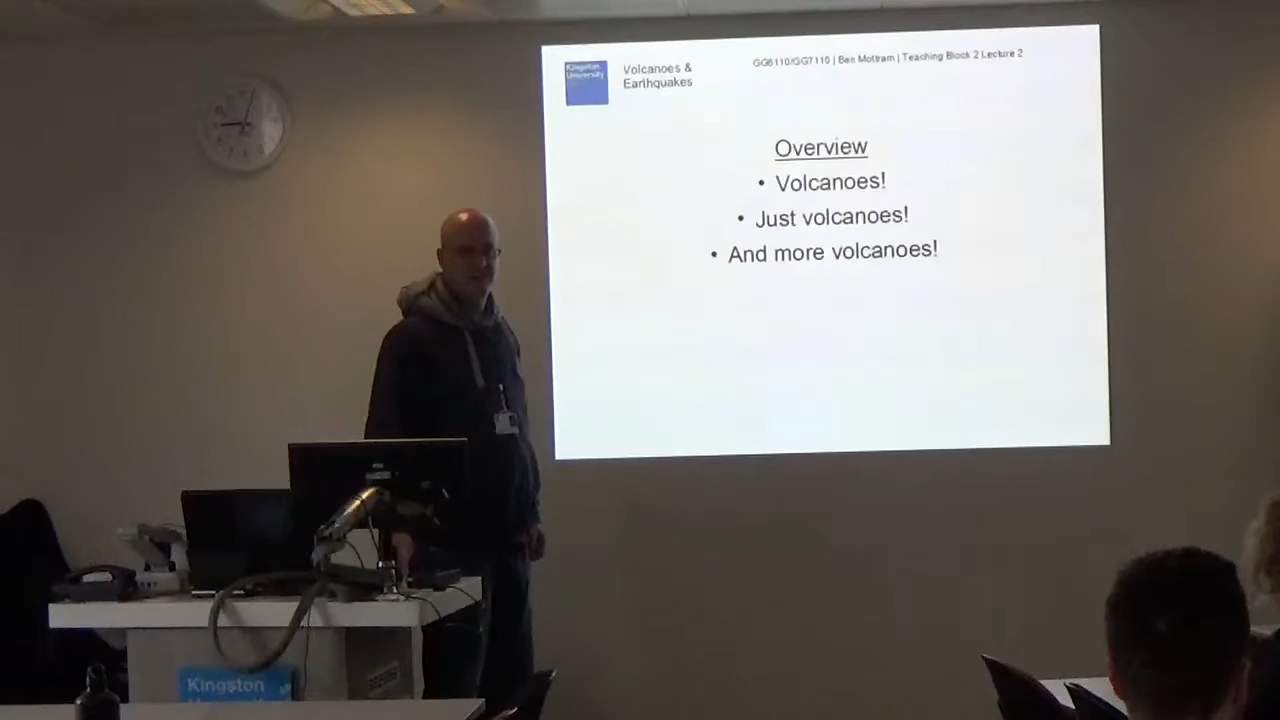 Kingston
University
Volcanoes &
Earthquakes
GG6110/GG7110 | Ben Mottram | Teaching Block 2 Lecture 2
Overview
• Volcanoes!
• Just volcanoes!
• And more volcanoes!
Kingston